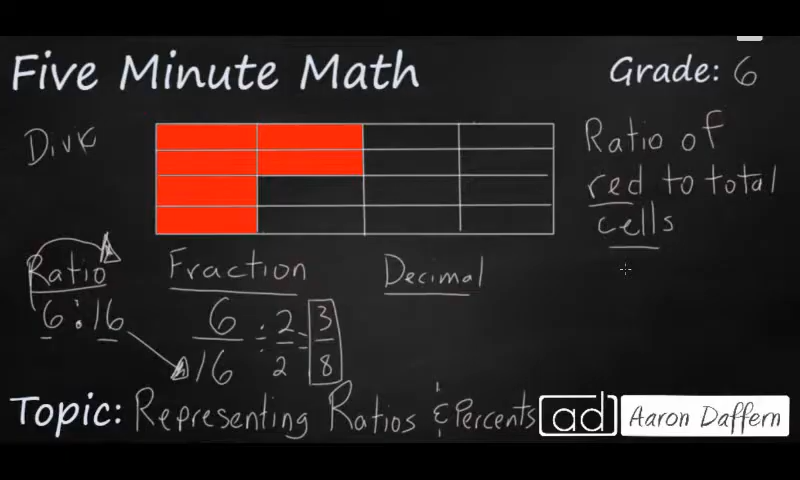 Five Minute Math
Grade: 6
Ratio of
red to total
cells
Ratio
Fraction
Decimal
6:16
6/16 ÷ 2/2 = 3/8
Topic: Representing Ratios & Percents
ad Aaron Daffern